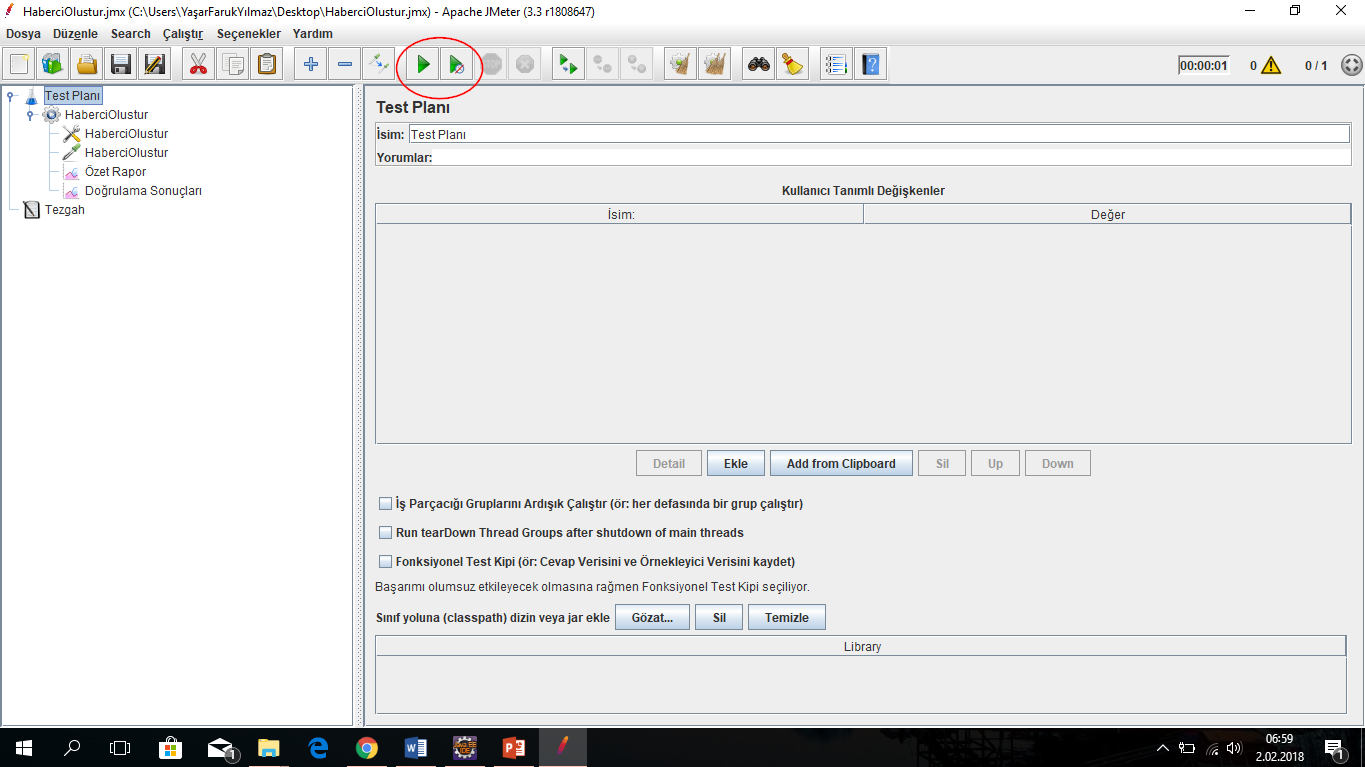 HaberciOlustur.jmx (C:\Users\YaşarFarukYılmaz\Desktop\HaberciOlustur.jmx) - Apache JMeter (3.3 r1808647)
Dosya Düzenle Search Çalıştır Seçenekler Yardım
00:00:01 0 0 / 1
Test Planı
HaberciOlustur
HaberciOlustur
HaberciOlustur
Özet Rapor
Doğrulama Sonuçları
Tezgah
Test Planı
İsim: Test Planı
Yorumlar:
Kullanıcı Tanımlı Değişkenler
İsim: Değer
Detail Ekle Add from Clipboard Sil Up Down
İş Parçacığı Gruplarını Ardışık Çalıştır (ör: her defasında bir grup çalıştır)
Run tearDown Thread Groups after shutdown of main threads
Fonksiyonel Test Kipi (ör: Cevap Verisini ve Örnekleyici Verisini kaydet)
Başarımı olumsuz etkileyecek olmasına rağmen Fonksiyonel Test Kipi seçiliyor.
Sınıf yoluna (classpath) dizin veya jar ekle Gözat... Sil Temizle
Library
06:59
2.02.2018
1
1